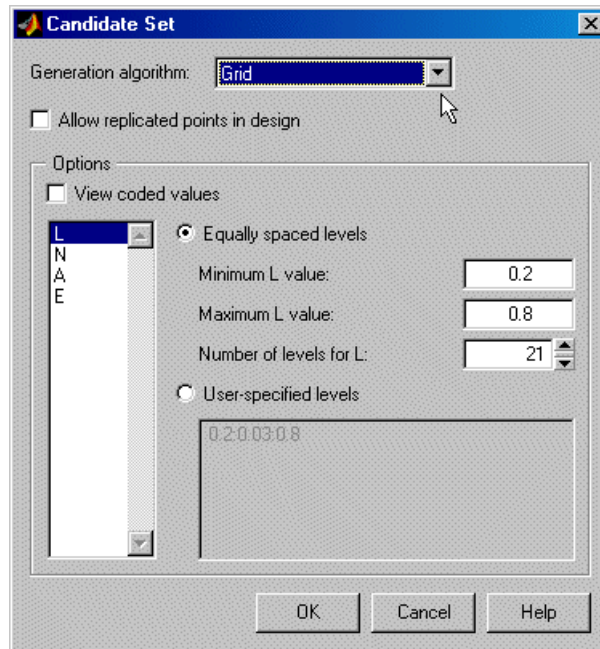 Candidate Set
Generation algorithm: Grid
Allow replicated points in design
Options
View coded values
L
N
A
E
Equally spaced levels
Minimum L value: 0.2
Maximum L value: 0.8
Number of levels for L: 21
User-specified levels
0.2:0.03:0.8
OK Cancel Help